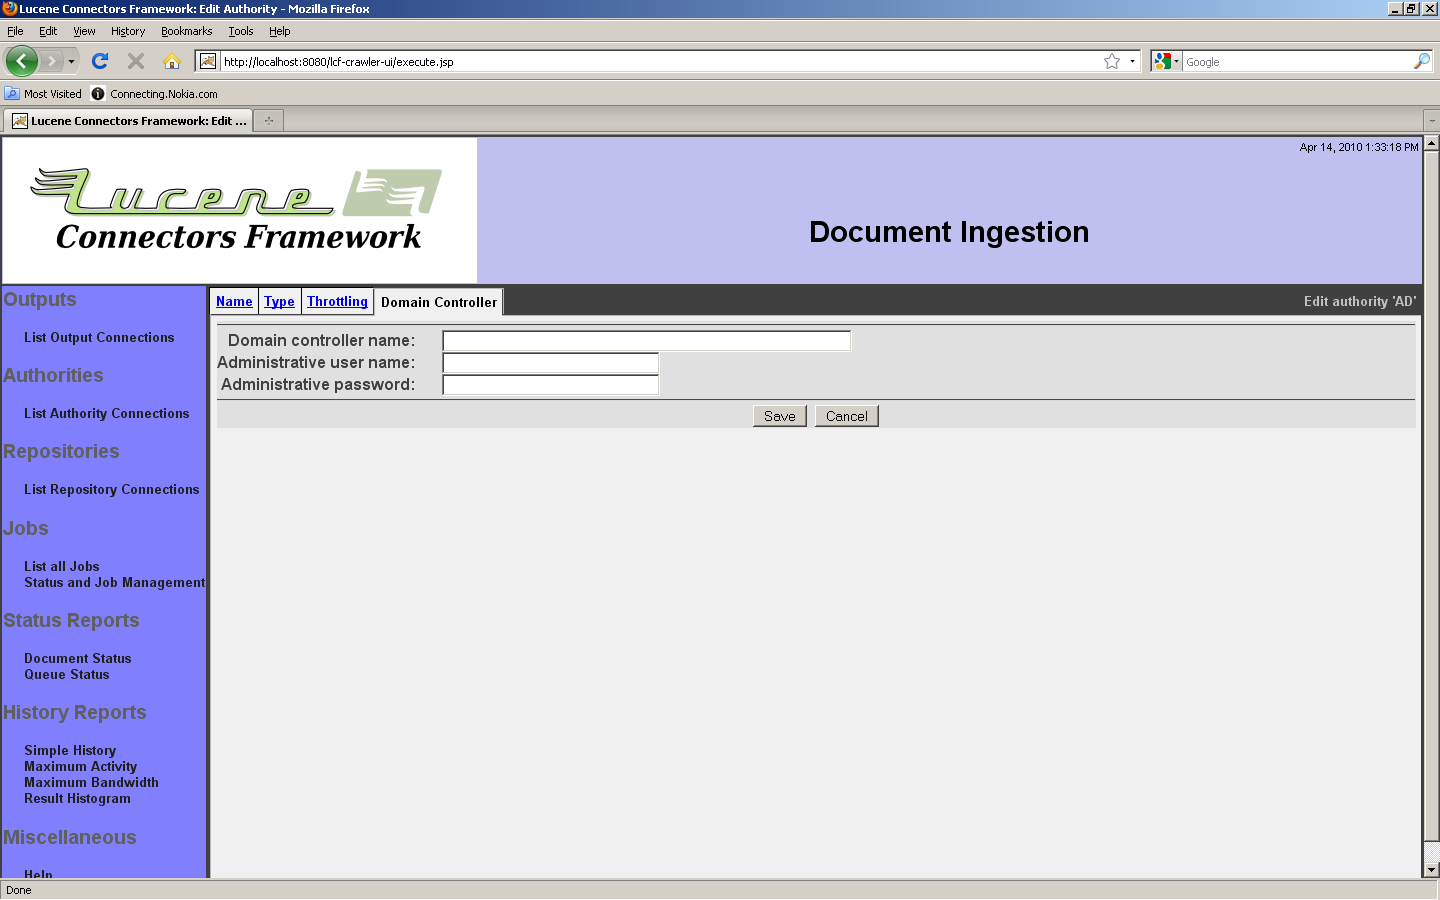 Lucene Connectors Framework: Edit Authority - Mozilla Firefox
File Edit View History Bookmarks Tools Help
http://localhost:8080/lcf-crawler-ui/execute.jsp
Google
Most Visited Connecting.Nokia.com
Lucene Connectors Framework: Edit ...
Apr 14, 2010 1:33:18 PM
Lucene
Connectors Framework
Document Ingestion
Outputs
List Output Connections
Authorities
List Authority Connections
Repositories
List Repository Connections
Jobs
List all Jobs
Status and Job Management
Status Reports
Document Status
Queue Status
History Reports
Simple History
Maximum Activity
Maximum Bandwidth
Result Histogram
Miscellaneous
Help
Name Type Throttling Domain Controller
Edit authority 'AD'
Domain controller name:
Administrative user name:
Administrative password:
Save Cancel
Done